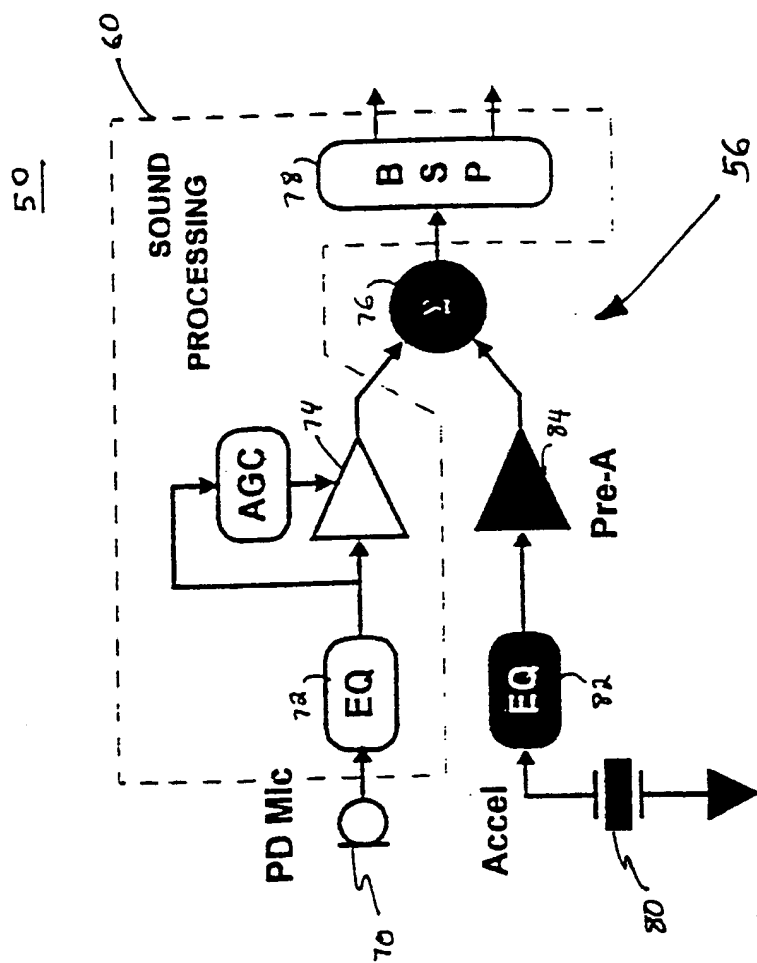 50
60
SOUND
PROCESSING
AGC
74
78
B S P
76
Σ
PD Mic
70
72
EQ
56
Accel
80
EQ
82
84
Pre-A